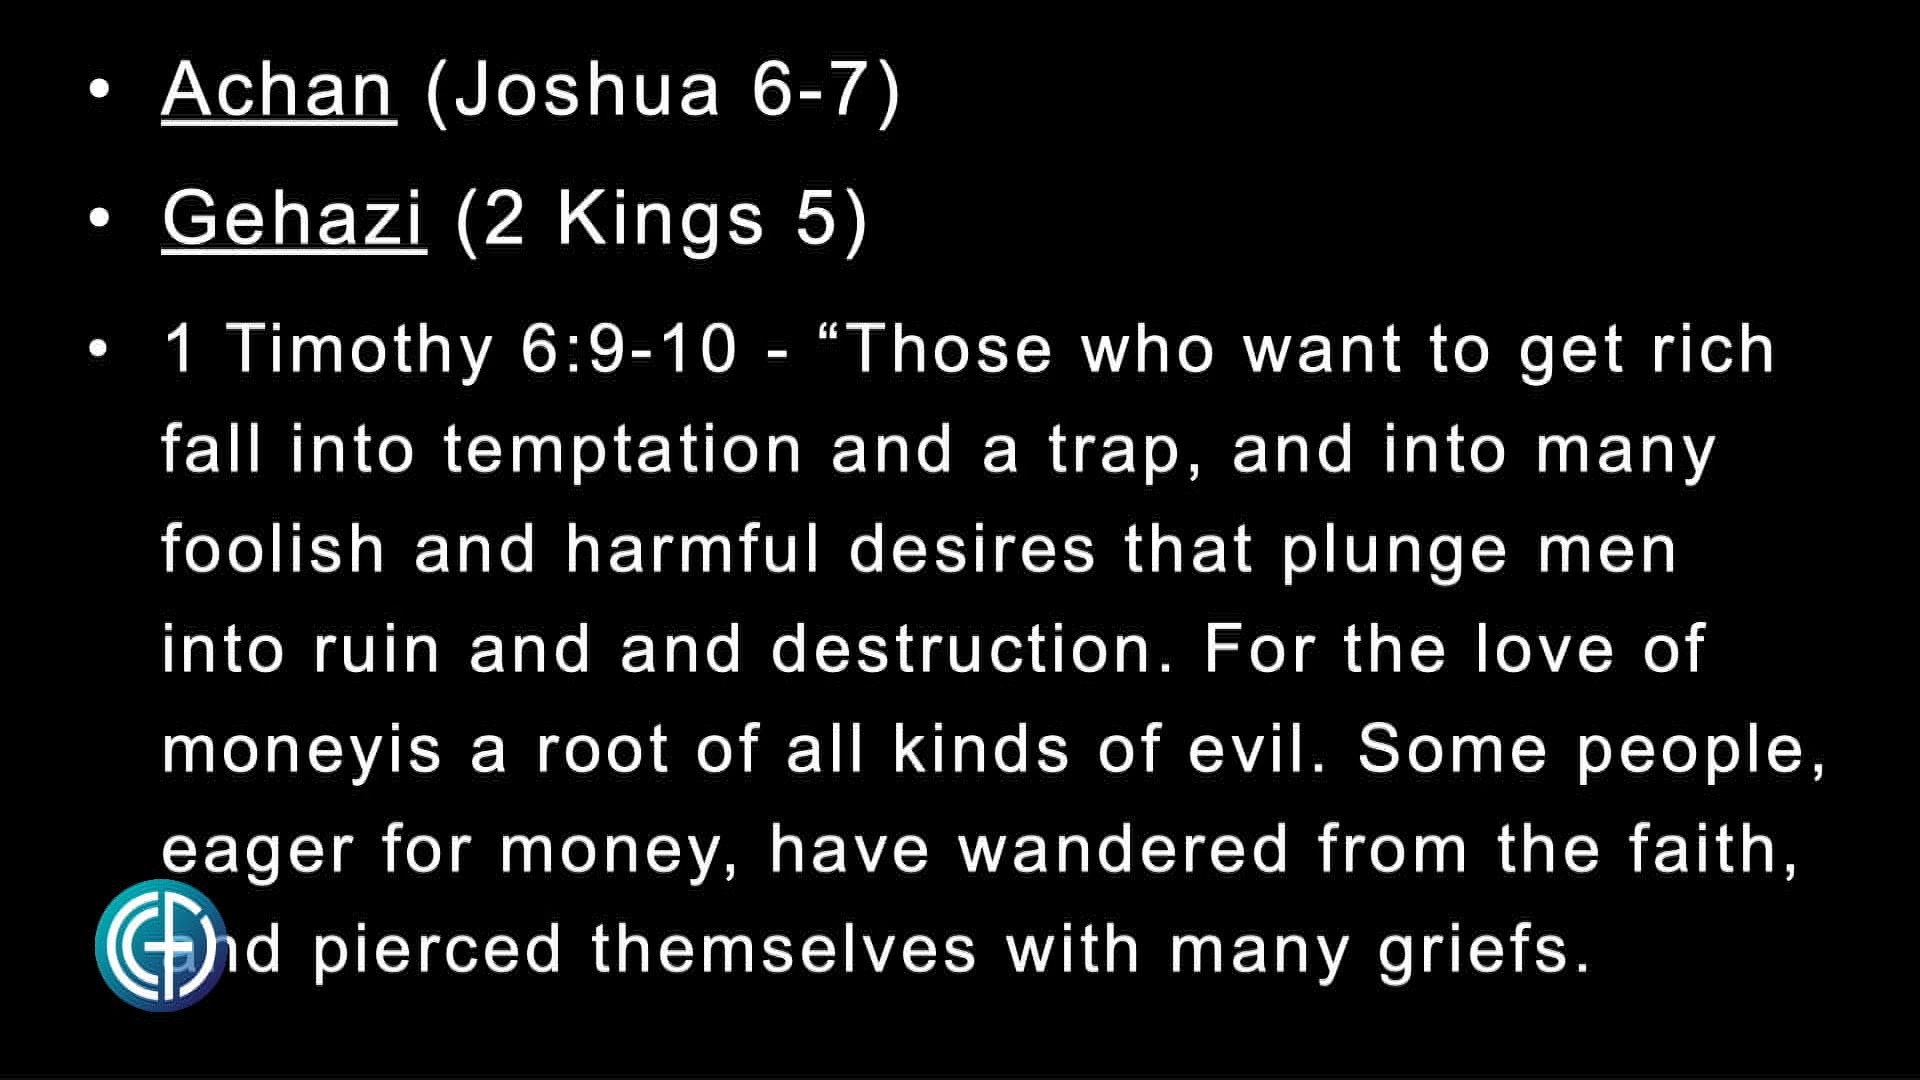 • Achan (Joshua 6-7)
• Gehazi (2 Kings 5)
• 1 Timothy 6:9-10 - “Those who want to get rich
fall into temptation and a trap, and into many
foolish and harmful desires that plunge men
into ruin and and destruction. For the love of
moneyis a root of all kinds of evil. Some people,
eager for money, have wandered from the faith,
and pierced themselves with many griefs.